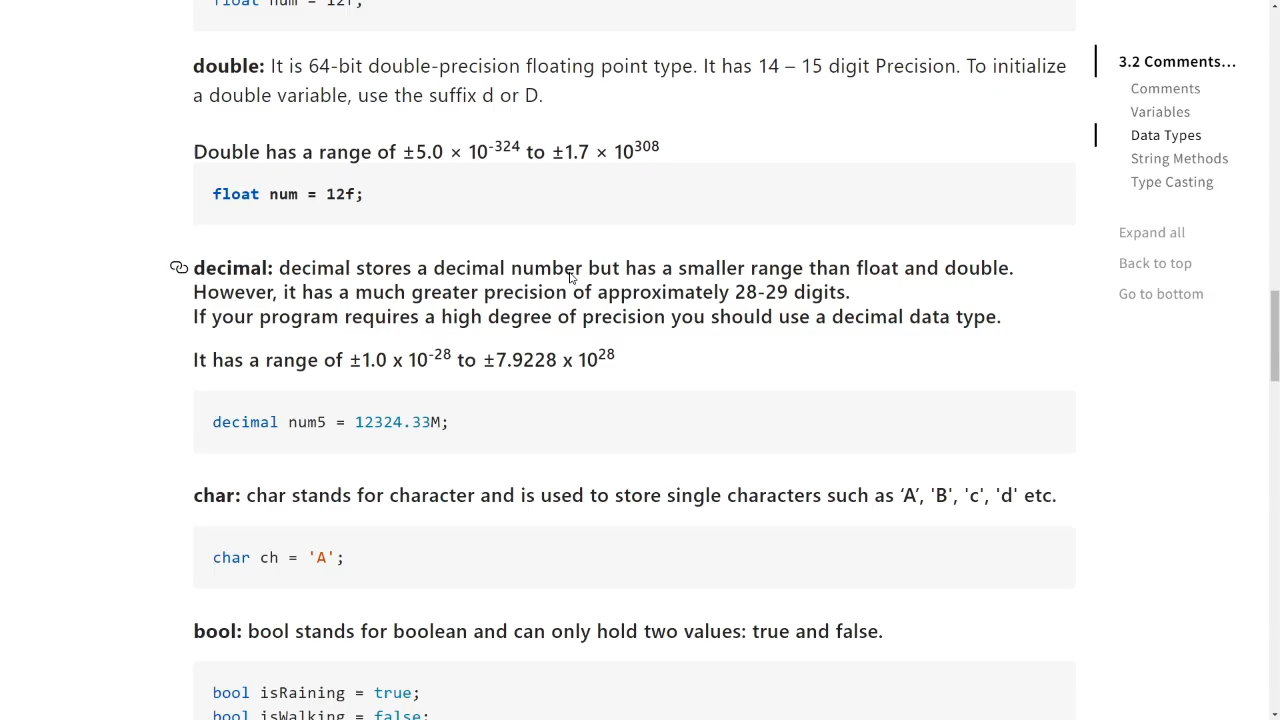 float num = 12f;
double: It is 64-bit double-precision floating point type. It has 14 – 15 digit Precision. To initialize
a double variable, use the suffix d or D.
Double has a range of ±5.0 × 10-324 to ±1.7 × 10308
float num = 12f;
decimal: decimal stores a decimal number but has a smaller range than float and double.
However, it has a much greater precision of approximately 28-29 digits.
If your program requires a high degree of precision you should use a decimal data type.
It has a range of ±1.0 x 10-28 to ±7.9228 x 1028
decimal num5 = 12324.33M;
char: char stands for character and is used to store single characters such as ‘A’, 'B', 'c', 'd' etc.
char ch = 'A';
bool: bool stands for boolean and can only hold two values: true and false.
bool isRaining = true;
bool isWalking = false;
3.2 Comments...
Comments
Variables
Data Types
String Methods
Type Casting
Expand all
Back to top
Go to bottom